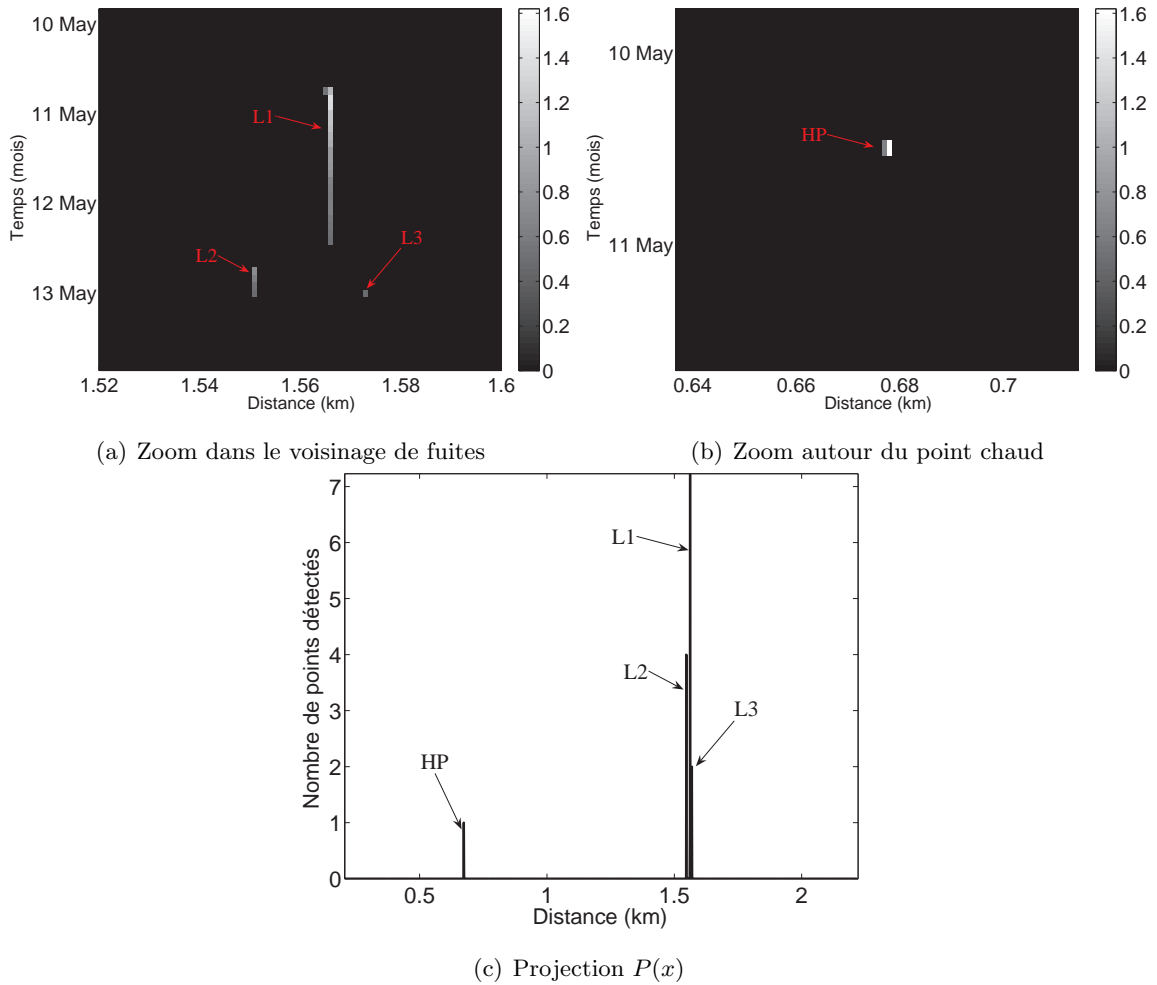 10 May
11 May
12 May
13 May
Temps (mois)
L1
L2
L3
1.52
1.54
1.56
1.58
1.6
Distance (km)
1.6
1.4
1.2
1
0.8
0.6
0.4
0.2
0
(a) Zoom dans le voisinage de fuites
10 May
11 May
Temps (mois)
HP
0.64
0.66
0.68
0.7
Distance (km)
1.6
1.4
1.2
1
0.8
0.6
0.4
0.2
0
(b) Zoom autour du point chaud
7
6
5
4
3
2
1
0
Nombre de points détectés
L1
L2
L3
HP
0.5
1
1.5
2
Distance (km)
(c) Projection P(x)